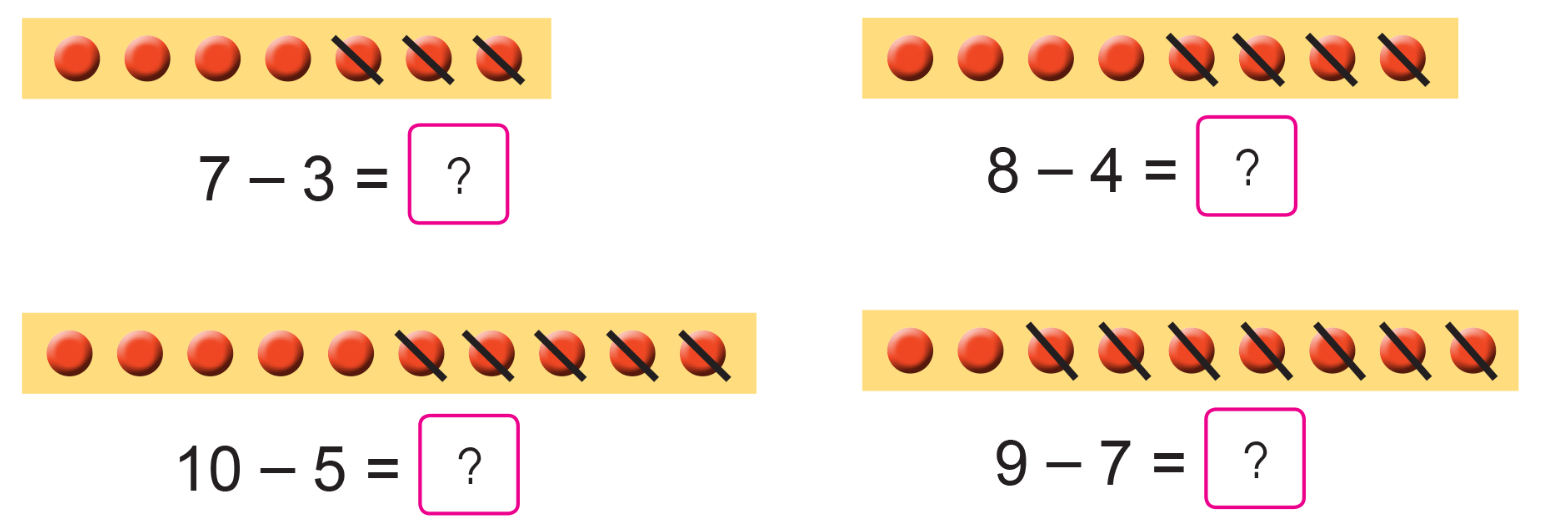 7 – 3 = ?
8 – 4 = ?
10 – 5 = ?
9 – 7 = ?